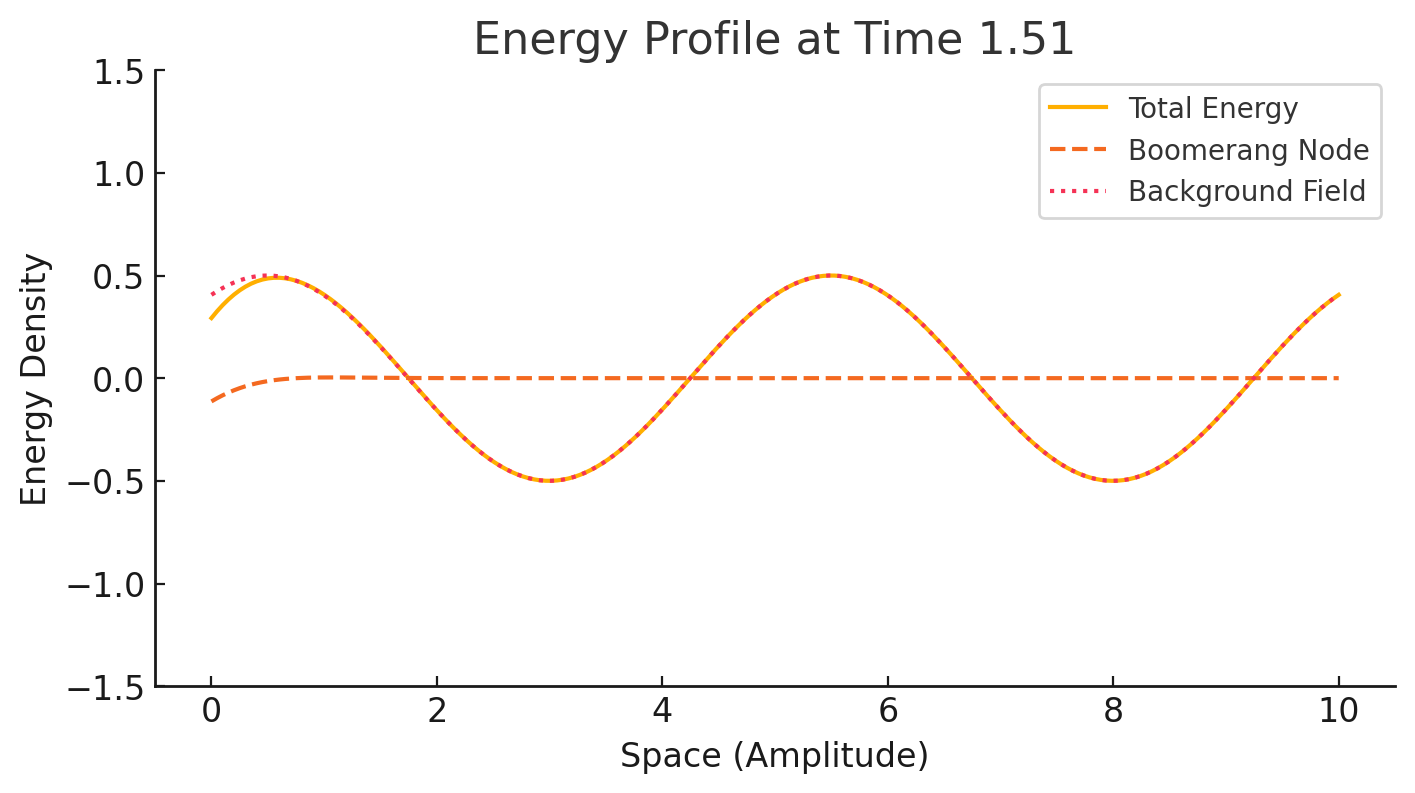 Energy Profile at Time 1.51
1.5
1.0
0.5
0.0
−0.5
−1.0
−1.5
Energy Density
Total Energy
Boomerang Node
Background Field
0 2 4 6 8 10
Space (Amplitude)